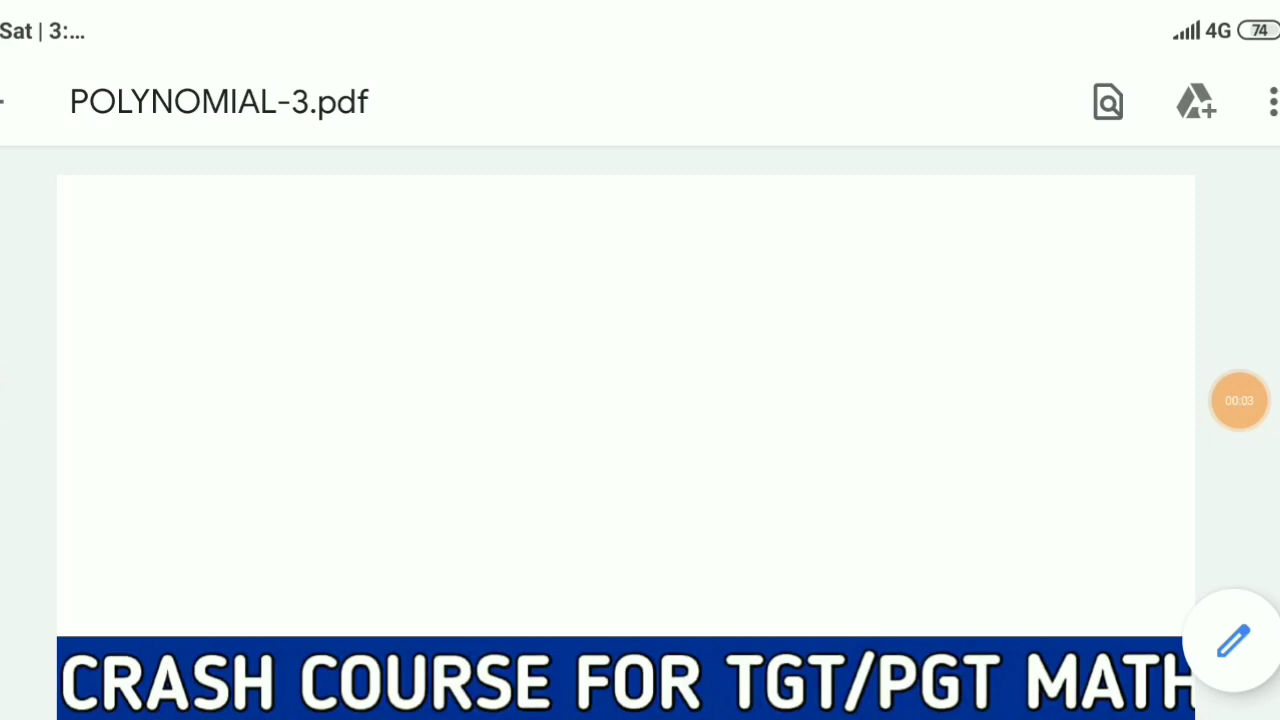 Sat | 3:...
4G 74
POLYNOMIAL-3.pdf
00:03
CRASH COURSE FOR TGT/PGT MATH